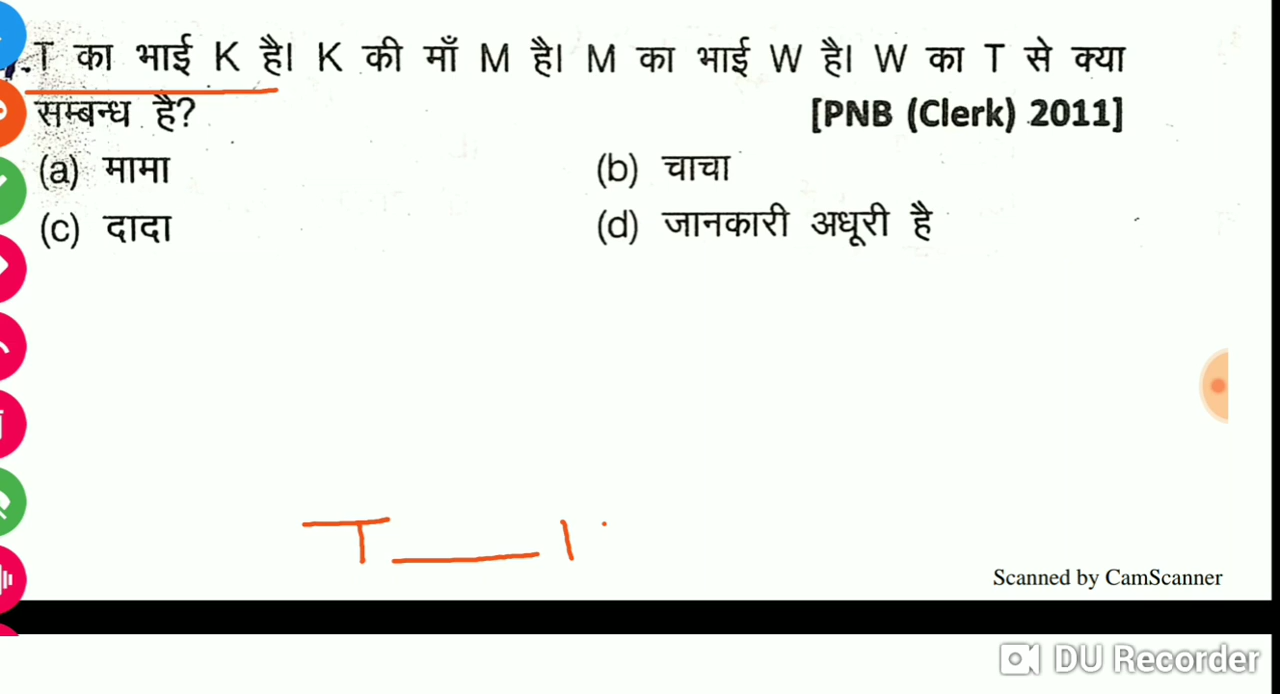 .T का भाई K है। K की माँ M है। M का भाई W है। W का T से क्या
सम्बन्ध है? [PNB (Clerk) 2011]
(a) मामा (b) चाचा
(c) दादा (d) जानकारी अधूरी है
T
Scanned by CamScanner
DU Recorder